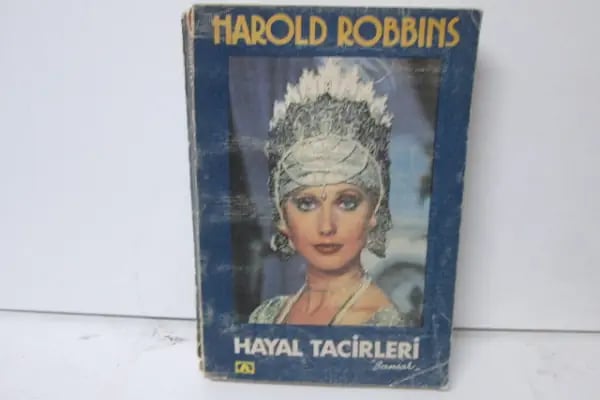 HAROLD ROBBINS
HAYAL TACİRLERİ